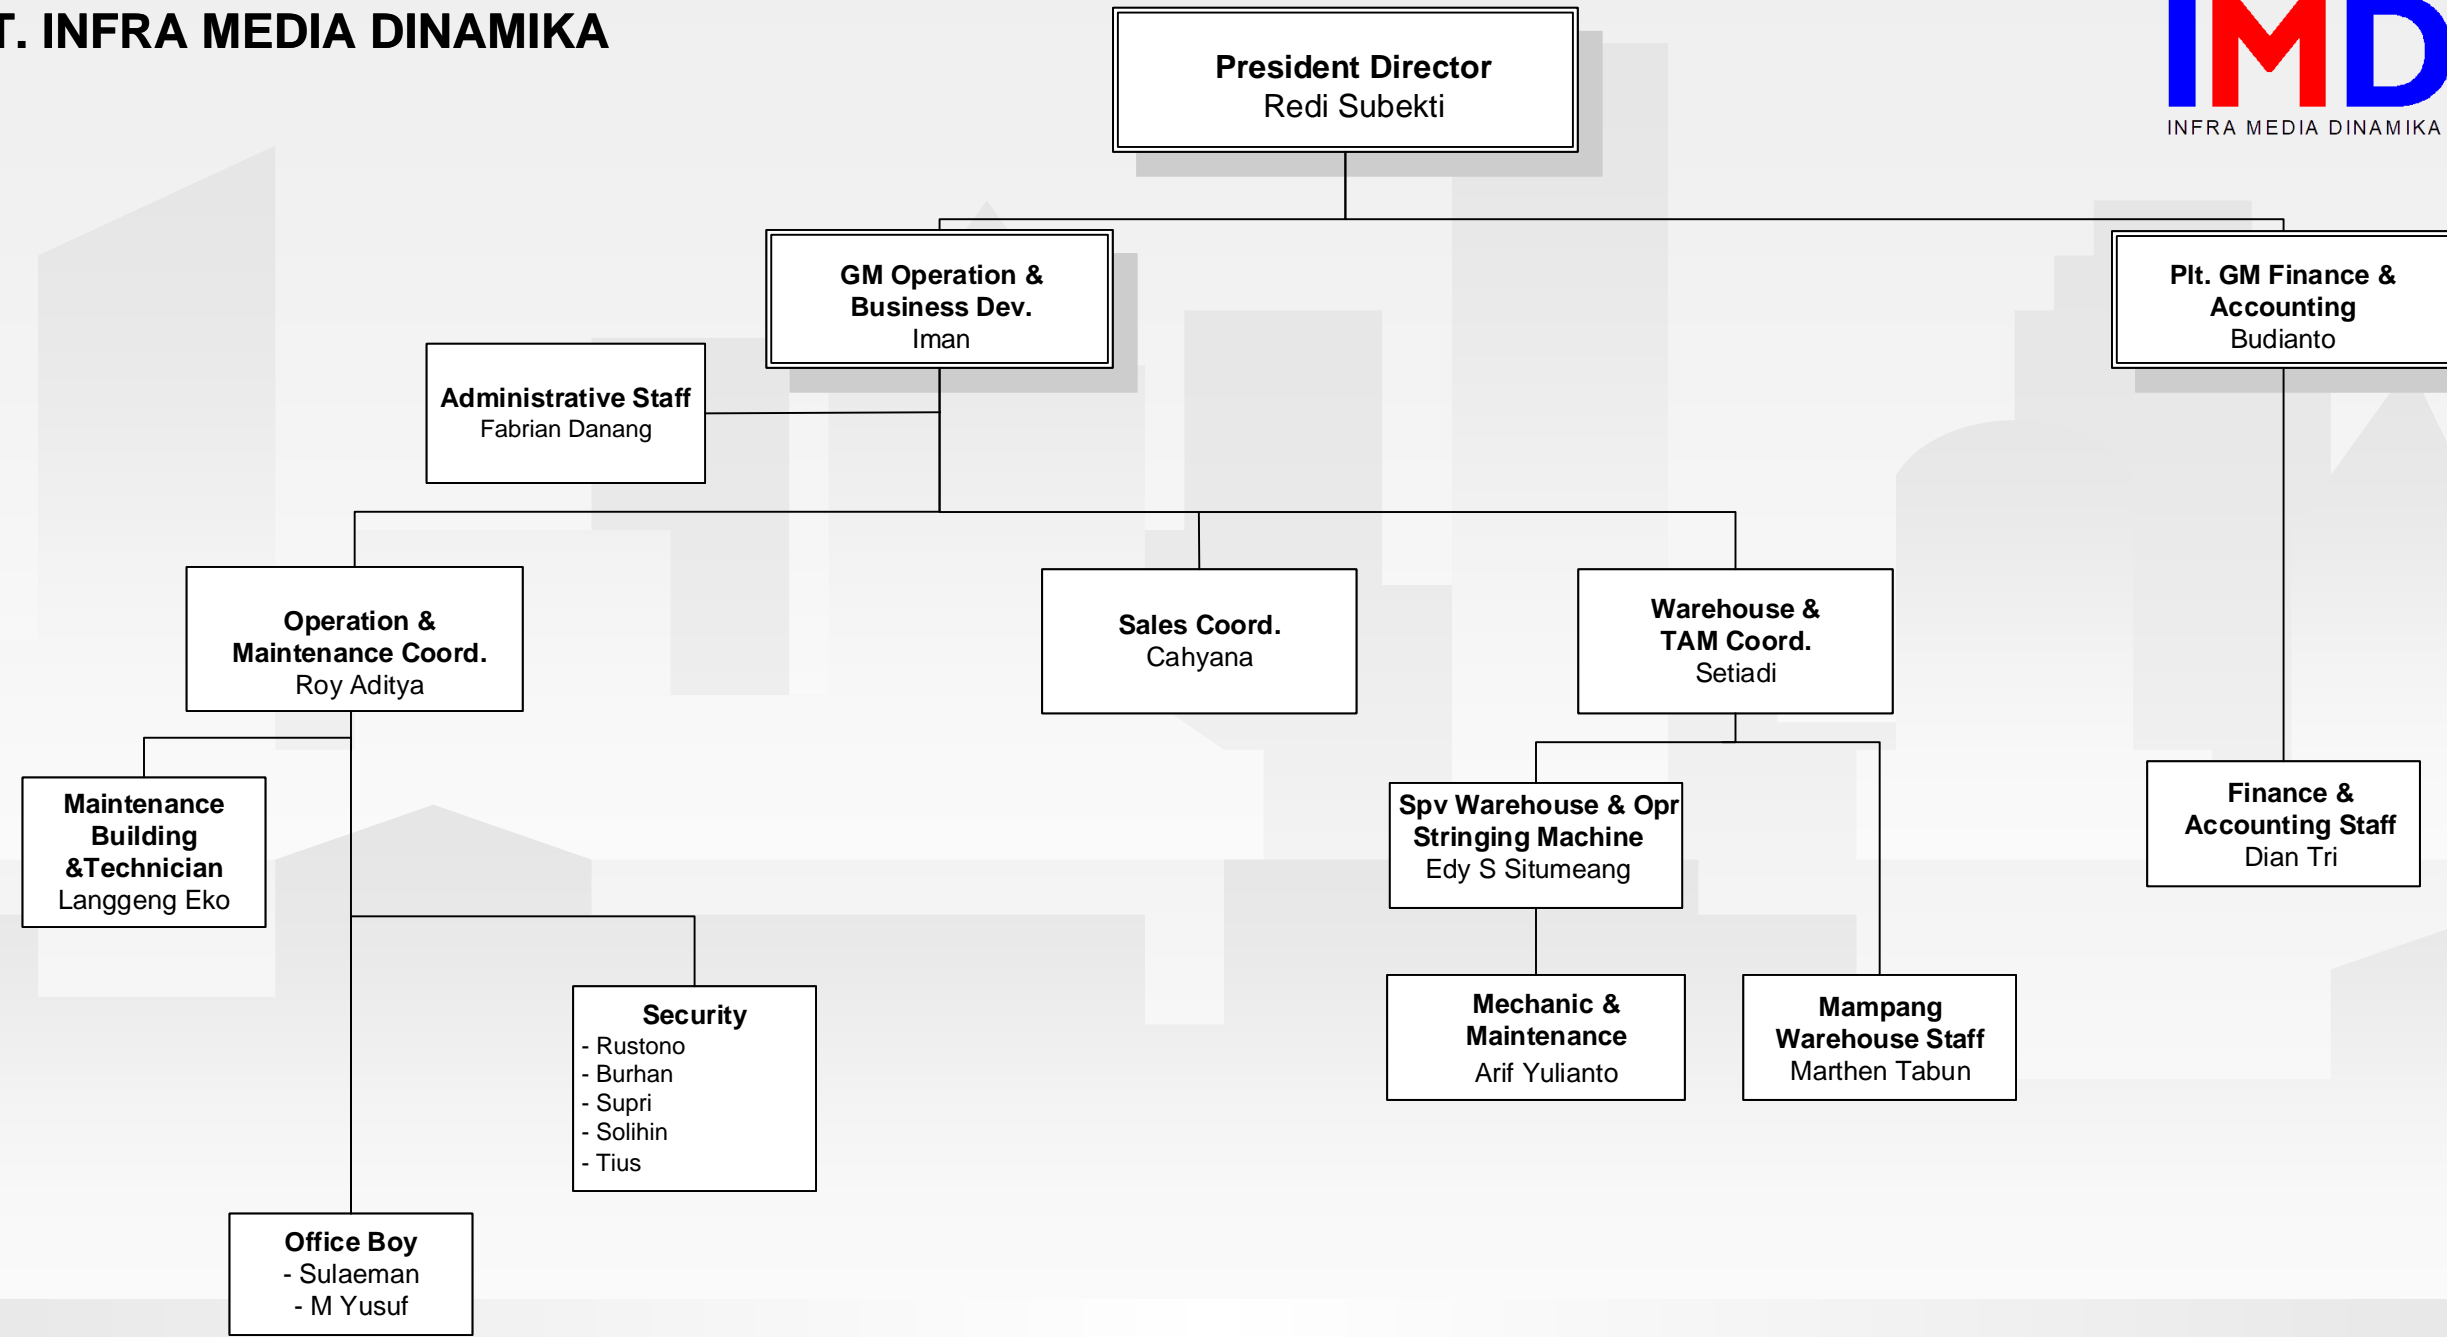 T. INFRA MEDIA DINAMIKA
IMD
INFRA MEDIA DINAMIKA
President Director
Redi Subekti
GM Operation &
Business Dev.
Iman
Plt. GM Finance &
Accounting
Budianto
Administrative Staff
Fabrian Danang
Operation &
Maintenance Coord.
Roy Aditya
Sales Coord.
Cahyana
Warehouse &
TAM Coord.
Setiadi
Maintenance
Building
&Technician
Langgeng Eko
Spv Warehouse & Opr
Stringing Machine
Edy S Situmeang
Finance &
Accounting Staff
Dian Tri
Security
- Rustono
- Burhan
- Supri
- Solihin
- Tius
Mechanic &
Maintenance
Arif Yulianto
Mampang
Warehouse Staff
Marthen Tabun
Office Boy
- Sulaeman
- M Yusuf